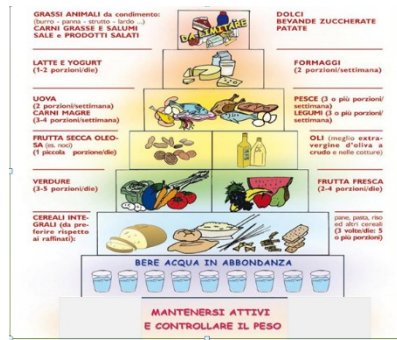 GRASSI ANIMALI da condimento:
(burro - panna - strutto - lardo ...)
CARNI GRASSE E SALUMI
SALE e PRODOTTI SALATI
DOLCI
BEVANDE ZUCCHERATE
PATATE
DA LIMITARE
LATTE E YOGURT
(1-2 porzioni/die)
FORMAGGI
(2 porzioni/settimana)
UOVA
(2 porzioni/settimana)
CARNI MAGRE
(3-4 porzioni/settimana)
PESCE (3 o più porzioni/
settimana)
LEGUMI (3 o più porzioni/
settimana)
FRUTTA SECCA OLEO-
SA (es. noci)
(1 piccola porzione/die)
OLI (meglio extra-
vergine d'oliva a
crudo e nelle cotture)
VERDURE
(3-5 porzioni/die)
FRUTTA FRESCA
(2-4 porzioni/die)
CEREALI INTE-
GRALI (da pre-
ferire rispetto
ai raffinati):
pane, pasta, riso
ed altri cereali
(3 volte/die: 5
o più porzioni)
BERE ACQUA IN ABBONDANZA
MANTENERSI ATTIVI
E CONTROLLARE IL PESO